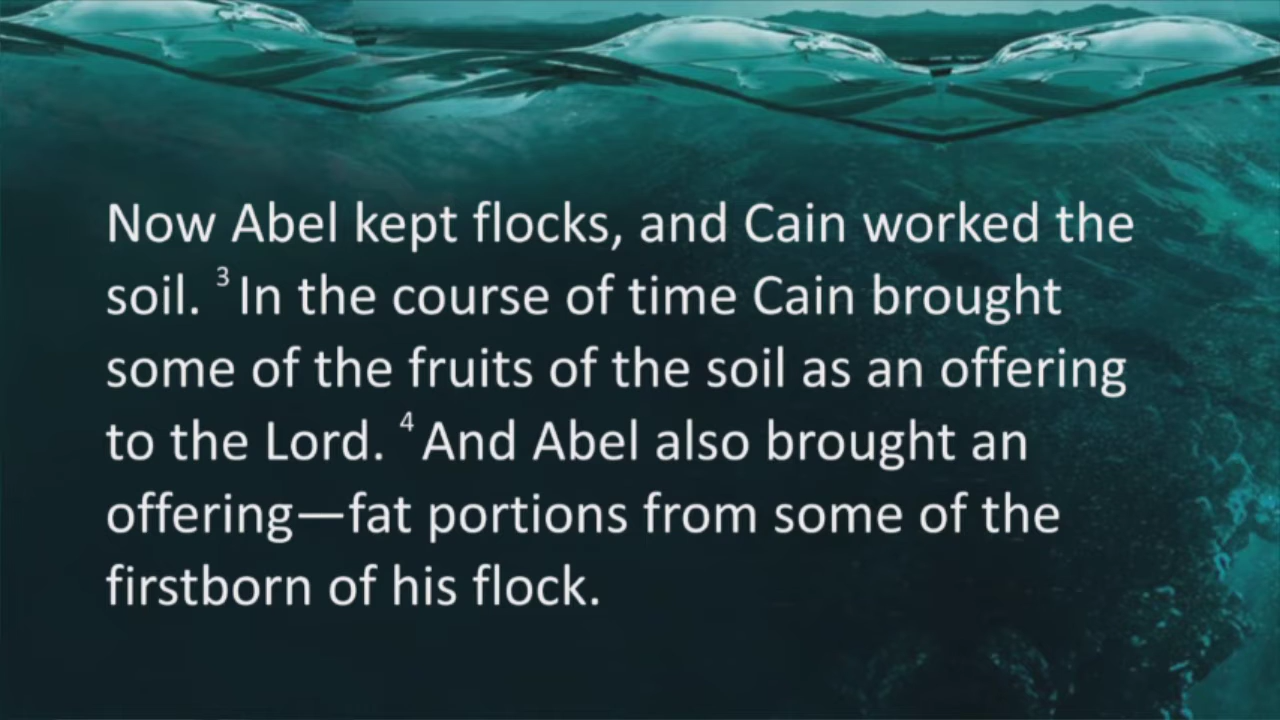 Now Abel kept flocks, and Cain worked the
soil. ³ In the course of time Cain brought
some of the fruits of the soil as an offering
to the Lord. ⁴ And Abel also brought an
offering—fat portions from some of the
firstborn of his flock.